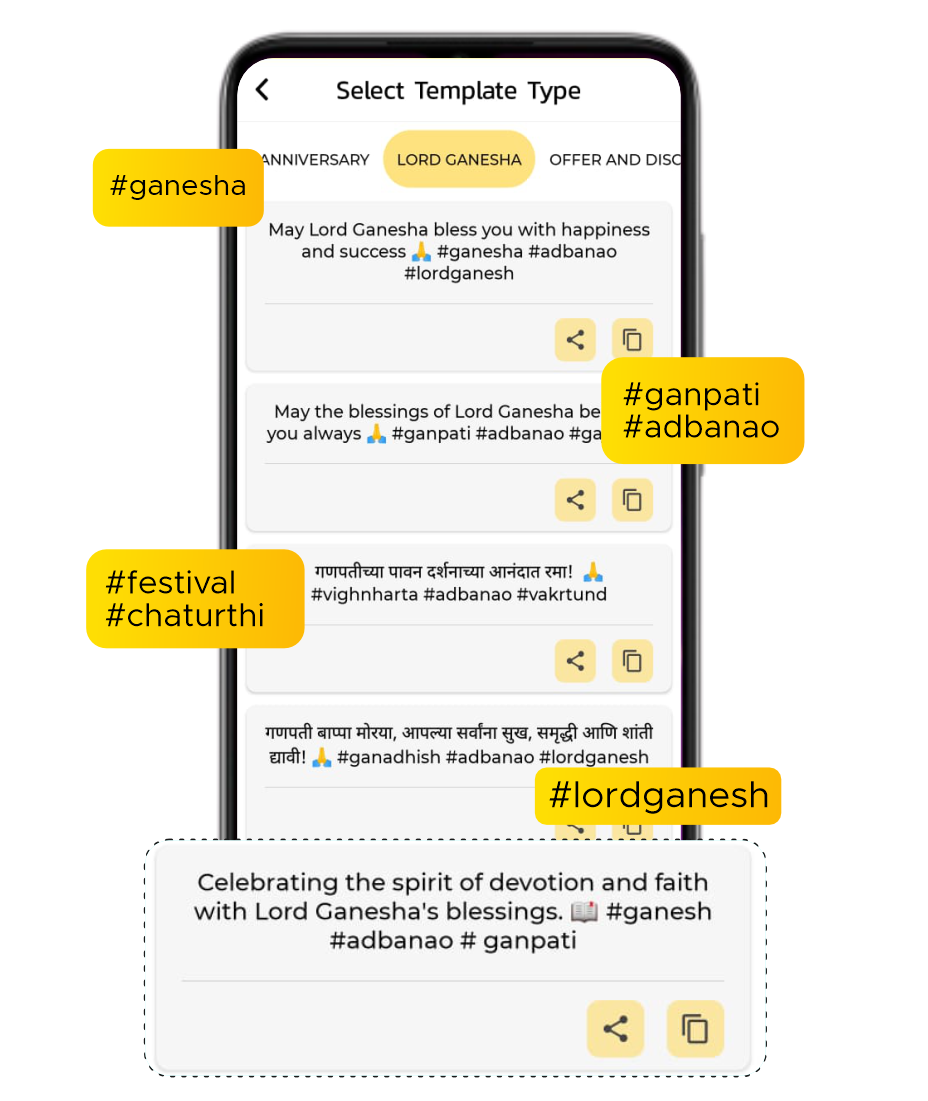 Select Template Type
ANNIVERSARY
LORD GANESHA
OFFER AND DISC
#ganesha
May Lord Ganesha bless you with happiness
and success 🙏 #ganesha #adbanao
#lordganesh
#ganpati
#adbanao
May the blessings of Lord Ganesha be
you always 🙏 #ganpati #adbanao #ga
#festival
#chaturthi
गणपतीच्या पावन दर्शनाच्या आनंदात रमा! 🙏
#vighnharta #adbanao #vakrtund
गणपती बाप्पा मोरया, आपल्या सर्वांना सुख, समृद्धी आणि शांती
द्यावी! 🙏 #ganadhish #adbanao #lordganesh
#lordganesh
Celebrating the spirit of devotion and faith
with Lord Ganesha's blessings. 📖 #ganesh
#adbanao # ganpati